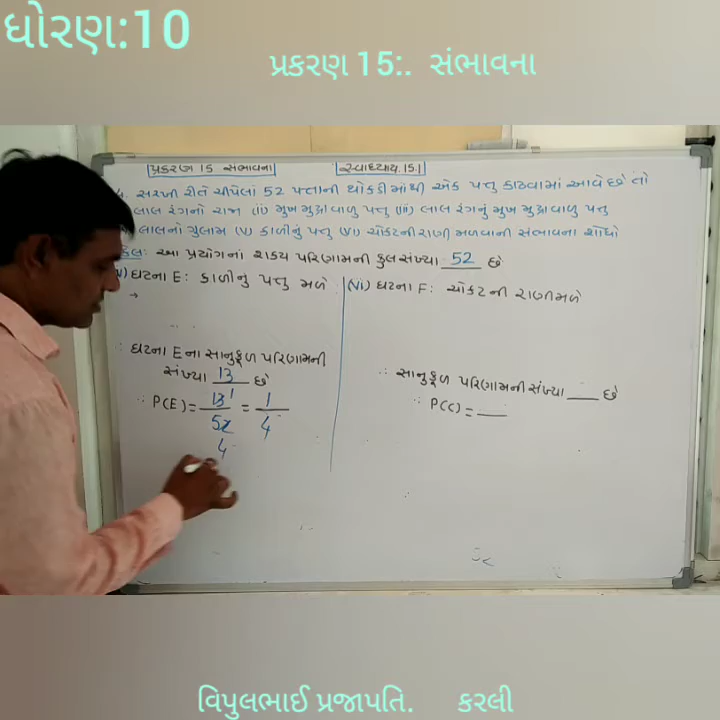 ધોરણ:10
પ્રકરણ 15:. સંભાવના
પ્રકરણ 15 સંભાવના સ્વાધ્યાય 15.1
4. સરખી રીતે ચીપેલાં 52 પત્તાની થોકડીમાંથી એક પત્તુ કાઢવામાં આવે છે તો
લાલ રંગનો રાજા (ii) મુખ મુદ્રાવાળુ પત્તુ (iii) લાલ રંગનુ મુખ મુદ્રાવાળુ પત્તુ
લાલનો ગુલામ (v) કાળીનુ પત્તુ (vi) ચોકટની રાણી મળવાની સંભાવના શોધો
આ પ્રયોગનાં શક્ય પરિણામની કુલ સંખ્યા 52 છે
) ઘટના E: કાળીનુ પત્તુ મળે
(vi) ઘટના F: ચોકટની રાણી મળે
→
ઘટના E ના સાનુકૂળ પરિણામની
સંખ્યા 13 છે
∴ P(E) = 13 1 / 52 4 = 1 / 4
∴ સાનુકૂળ પરિણામની સંખ્યા ___ છે
∴ P(C) = ___
વિપુલભાઈ પ્રજાપતિ. કરલી